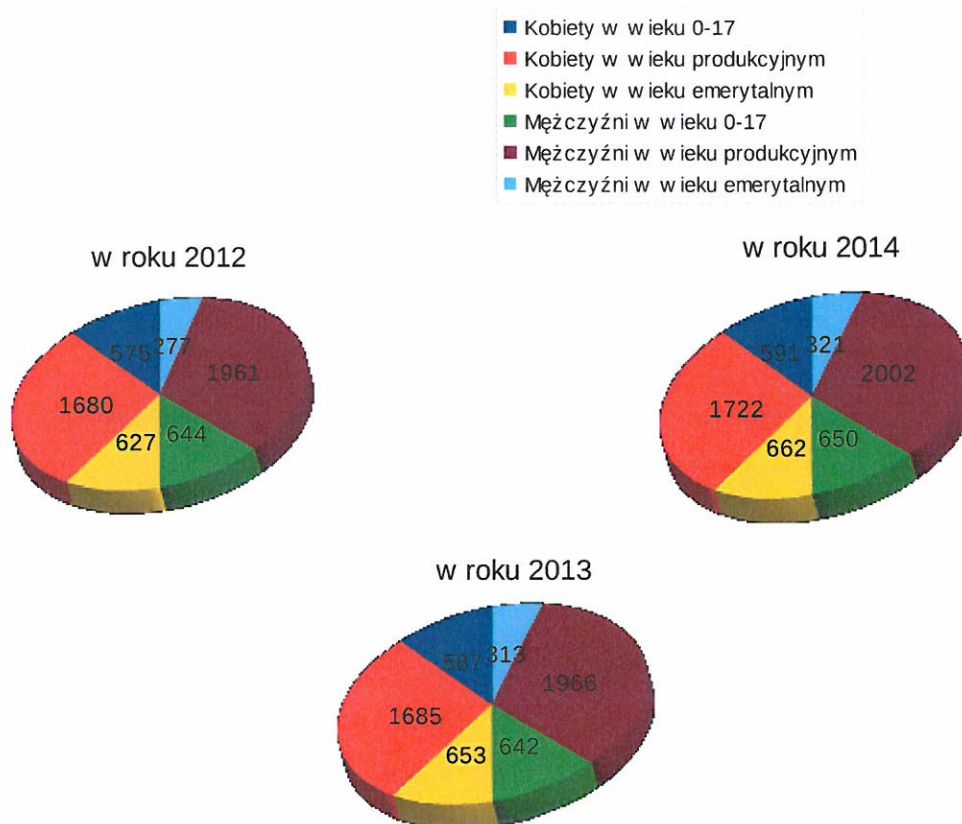 Kobiety w wieku 0-17
Kobiety w wieku produkcyjnym
Kobiety w wieku emerytalnym
Mężczyźni w wieku 0-17
Mężczyźni w wieku produkcyjnym
Mężczyźni w wieku emerytalnym
w roku 2012
575
277
1961
1680
627
644
w roku 2014
591
321
2002
1722
662
650
w roku 2013
587
313
1966
1685
653
642